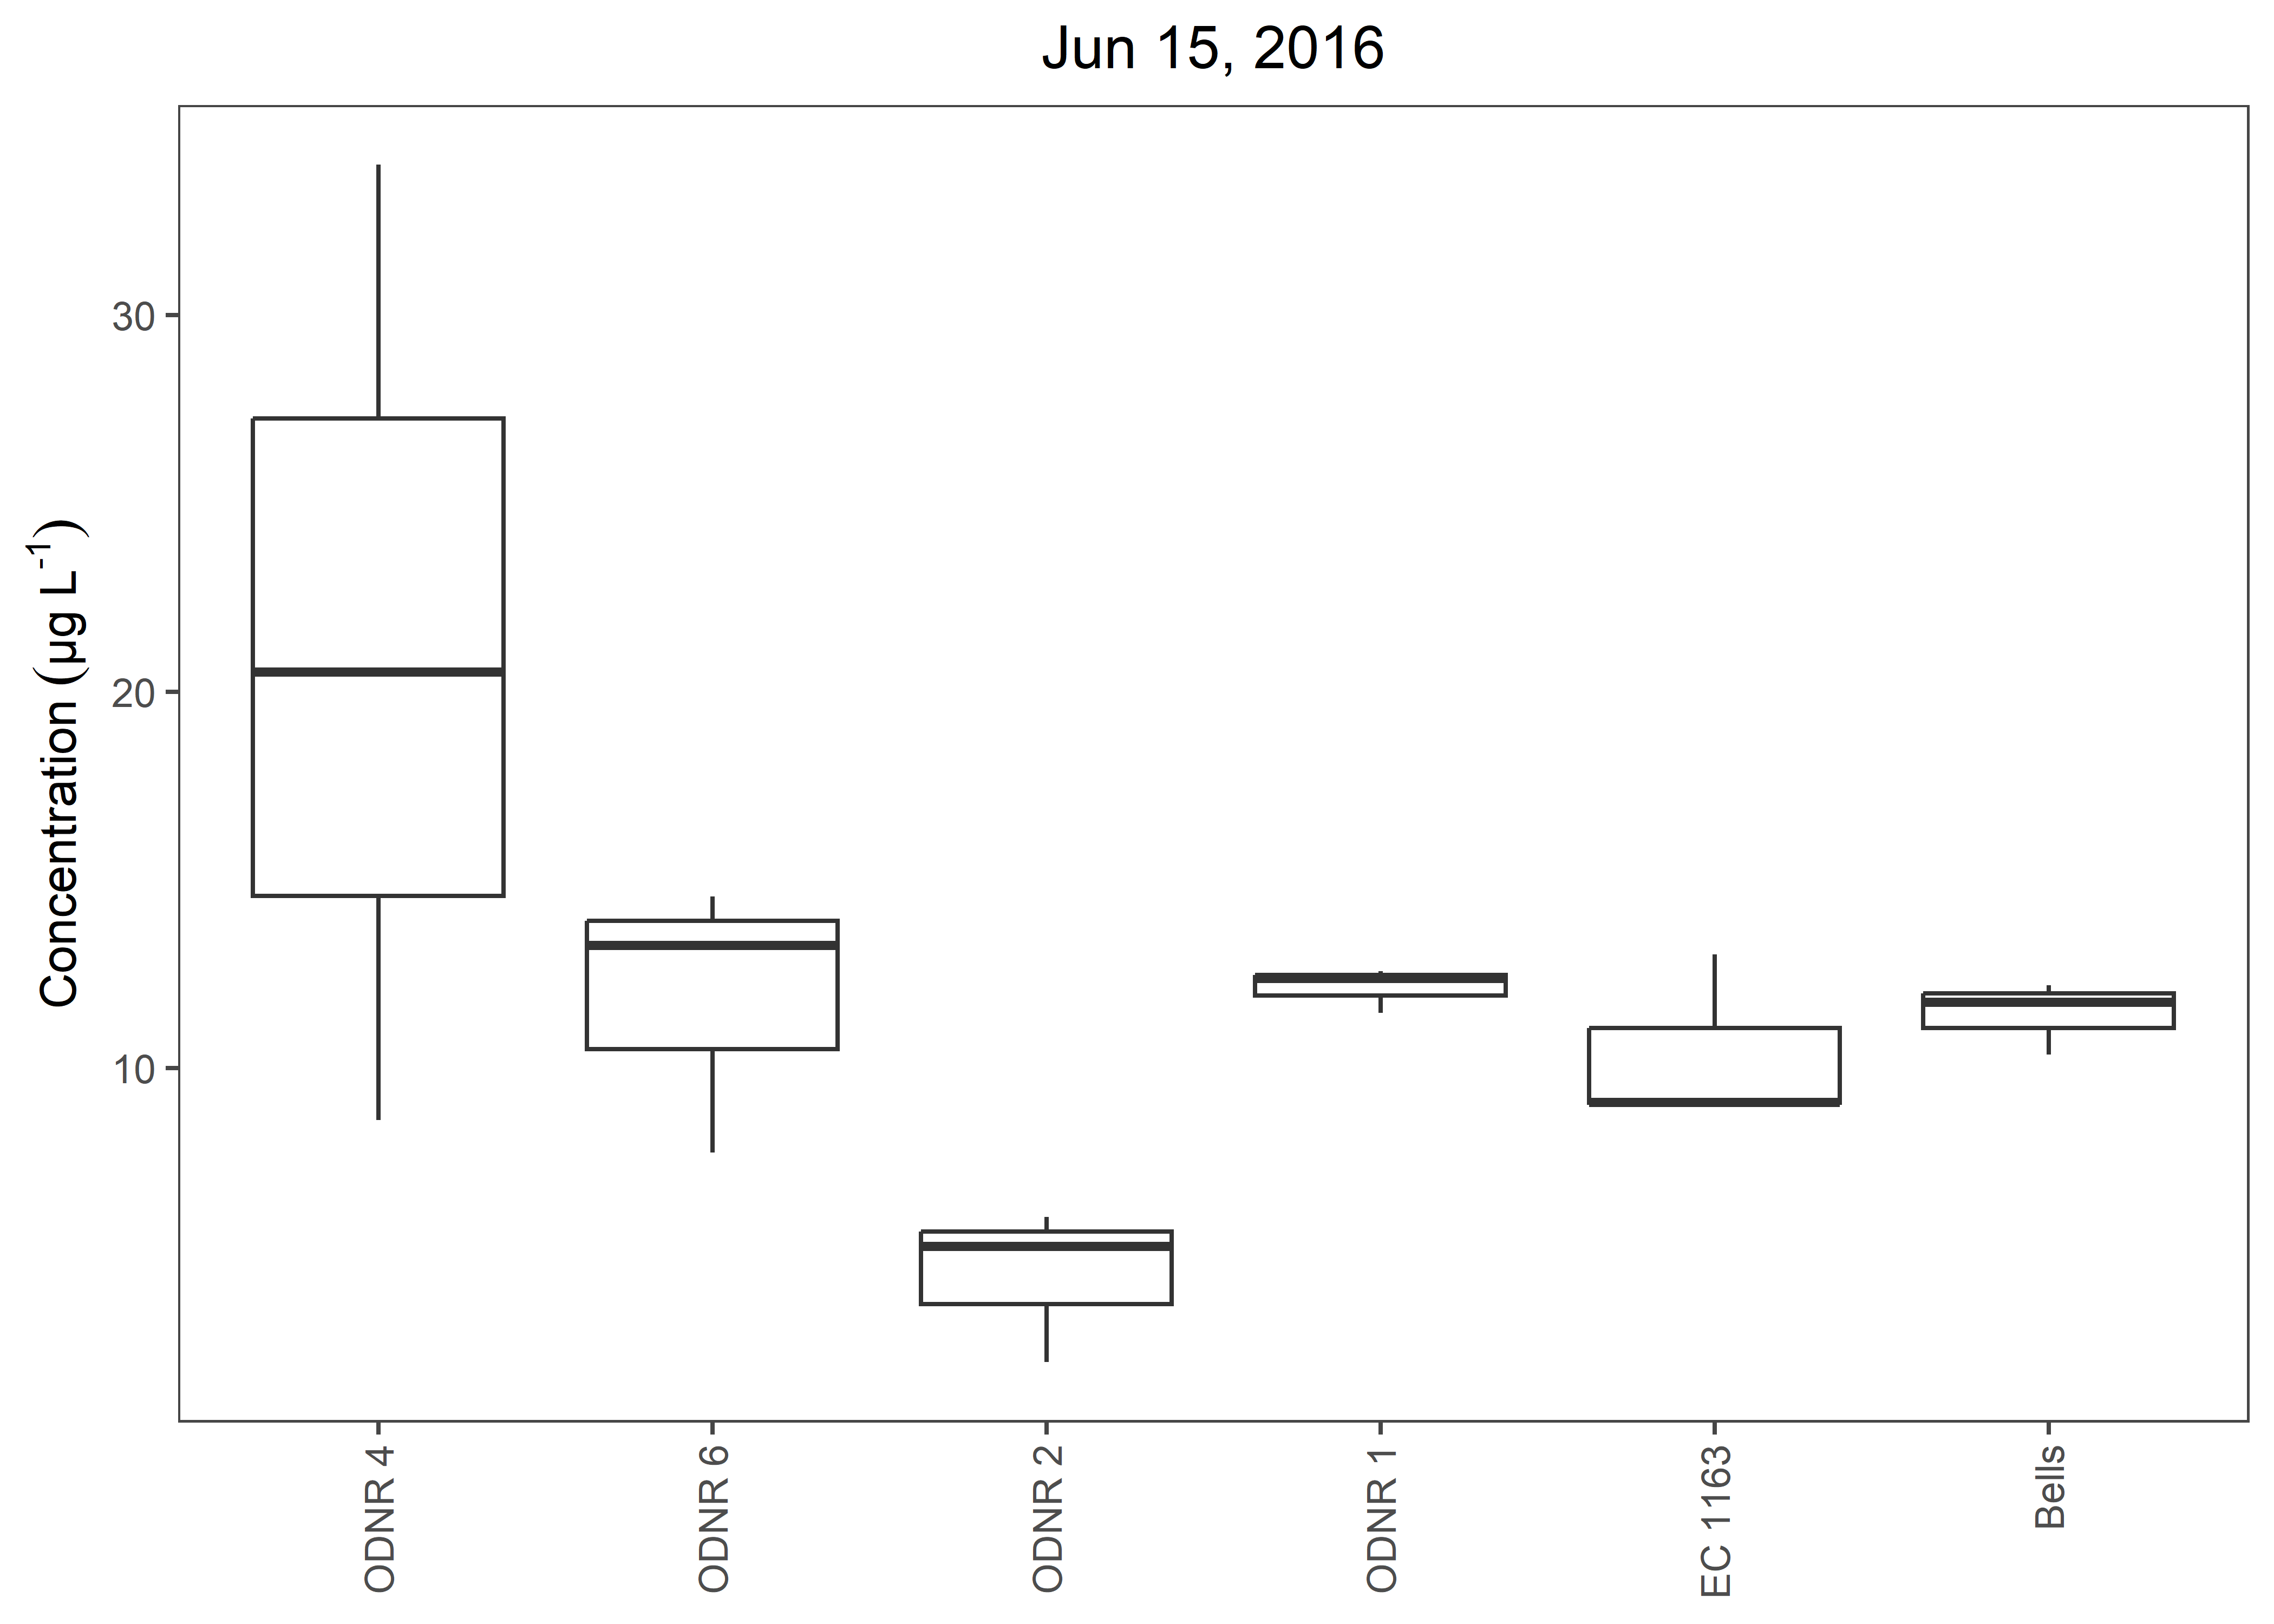 Jun 15, 2016
Concentration (µg L⁻¹)
30
20
10
ODNR 4
ODNR 6
ODNR 2
ODNR 1
EC 1163
Bells